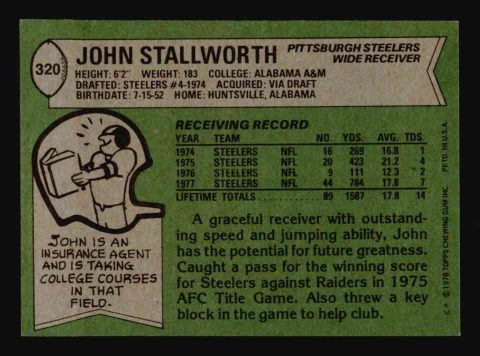 320
JOHN STALLWORTH
PITTSBURGH STEELERS
WIDE RECEIVER
HEIGHT: 6'2" WEIGHT: 183 COLLEGE: ALABAMA A&M
DRAFTED: STEELERS #4-1974 ACQUIRED: VIA DRAFT
BIRTHDATE: 7-15-52 HOME: HUNTSVILLE, ALABAMA
RECEIVING RECORD
YEAR TEAM NO. YDS. AVG. TDS.
1974 STEELERS NFL 16 269 16.8 1
1975 STEELERS NFL 20 423 21.2 4
1976 STEELERS NFL 9 111 12.3 2
1977 STEELERS NFL 44 784 17.8 7
LIFETIME TOTALS... 89 1587 17.8 14
JOHN IS AN
INSURANCE AGENT
AND IS TAKING
COLLEGE COURSES
IN THAT
FIELD.
A graceful receiver with outstand-
ing speed and jumping ability, John
has the potential for future greatness.
Caught a pass for the winning score
for Steelers against Raiders in 1975
AFC Title Game. Also threw a key
block in the game to help club.
C* © 1978 TOPPS CHEWING GUM INC. PRTD. IN U.S.A.